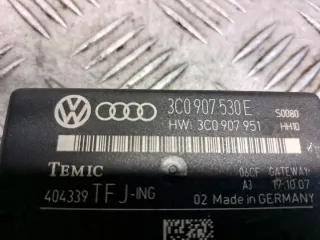 3C0 907 530 E S0080
HW: 3C0 907 951 HH10
TEMIC 06CF GATEWAY
A3 17.10.07
404339 TFJ-ING 02 Made in GERMANY